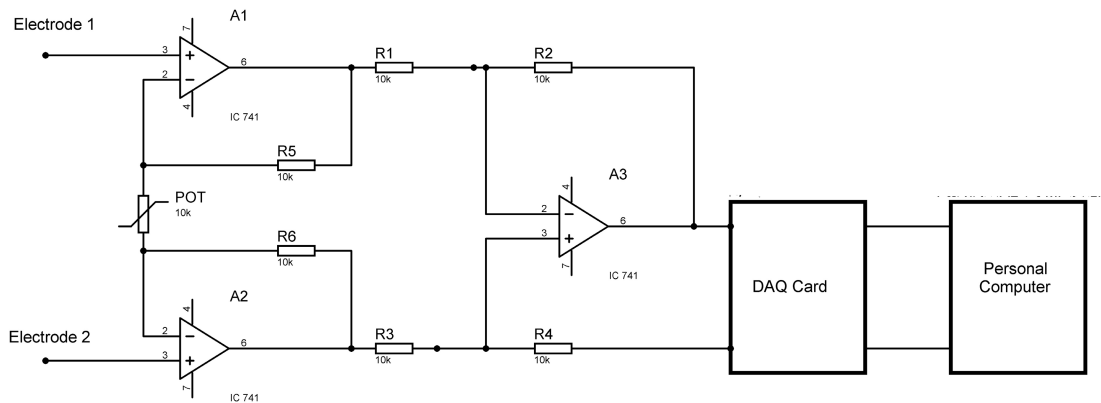 Electrode 1
A1
7
3
2
6
4
IC 741
R1
10k
R2
10k
R5
10k
POT
10k
A3
4
2
3
6
7
IC 741
R6
10k
A2
4
2
3
6
7
IC 741
Electrode 2
R3
10k
R4
10k
DAQ Card
Personal
Computer